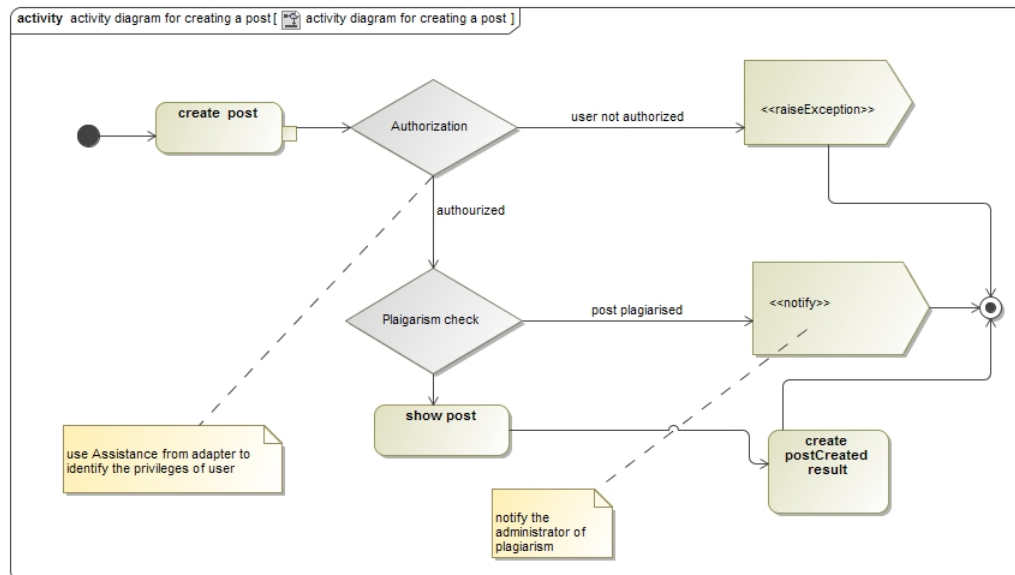 activity activity diagram for creating a post [ activity diagram for creating a post ]
create post
Authorization
user not authorized
<<raiseException>>
authourized
Plaigarism check
post plagiarised
<<notify>>
show post
create
postCreated
result
use Assistance from adapter to
identify the privileges of user
notify the
administrator of
plagiarism